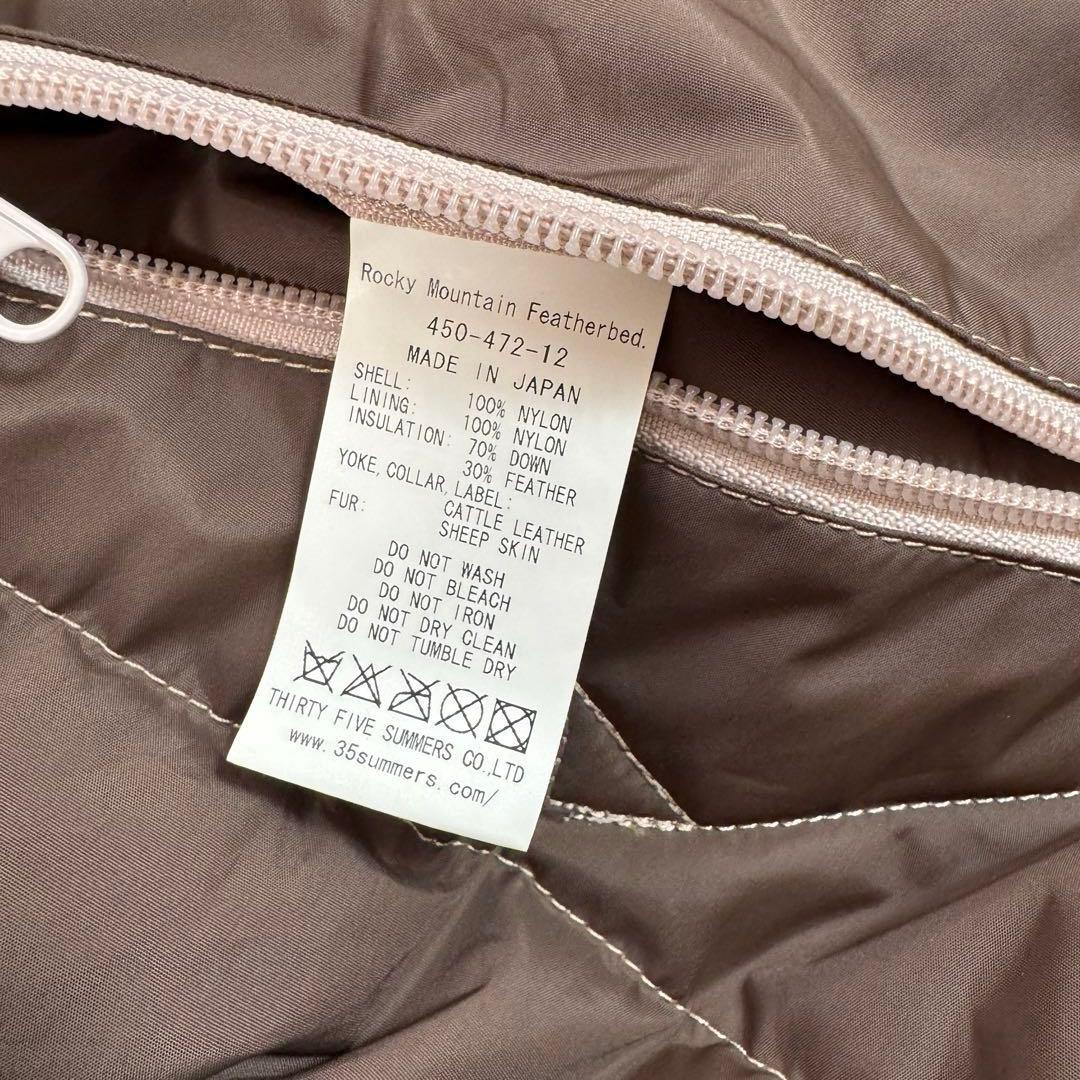 Rocky Mountain Featherbed.
450-472-12
MADE IN JAPAN
SHELL: 100% NYLON
LINING: 100% NYLON
INSULATION: 70% DOWN
30% FEATHER
YOKE, COLLAR, LABEL:
CATTLE LEATHER
FUR: SHEEP SKIN
DO NOT WASH
DO NOT BLEACH
DO NOT IRON
DO NOT DRY CLEAN
DO NOT TUMBLE DRY
THIRTY FIVE SUMMERS CO.,LTD
www.35summers.com/